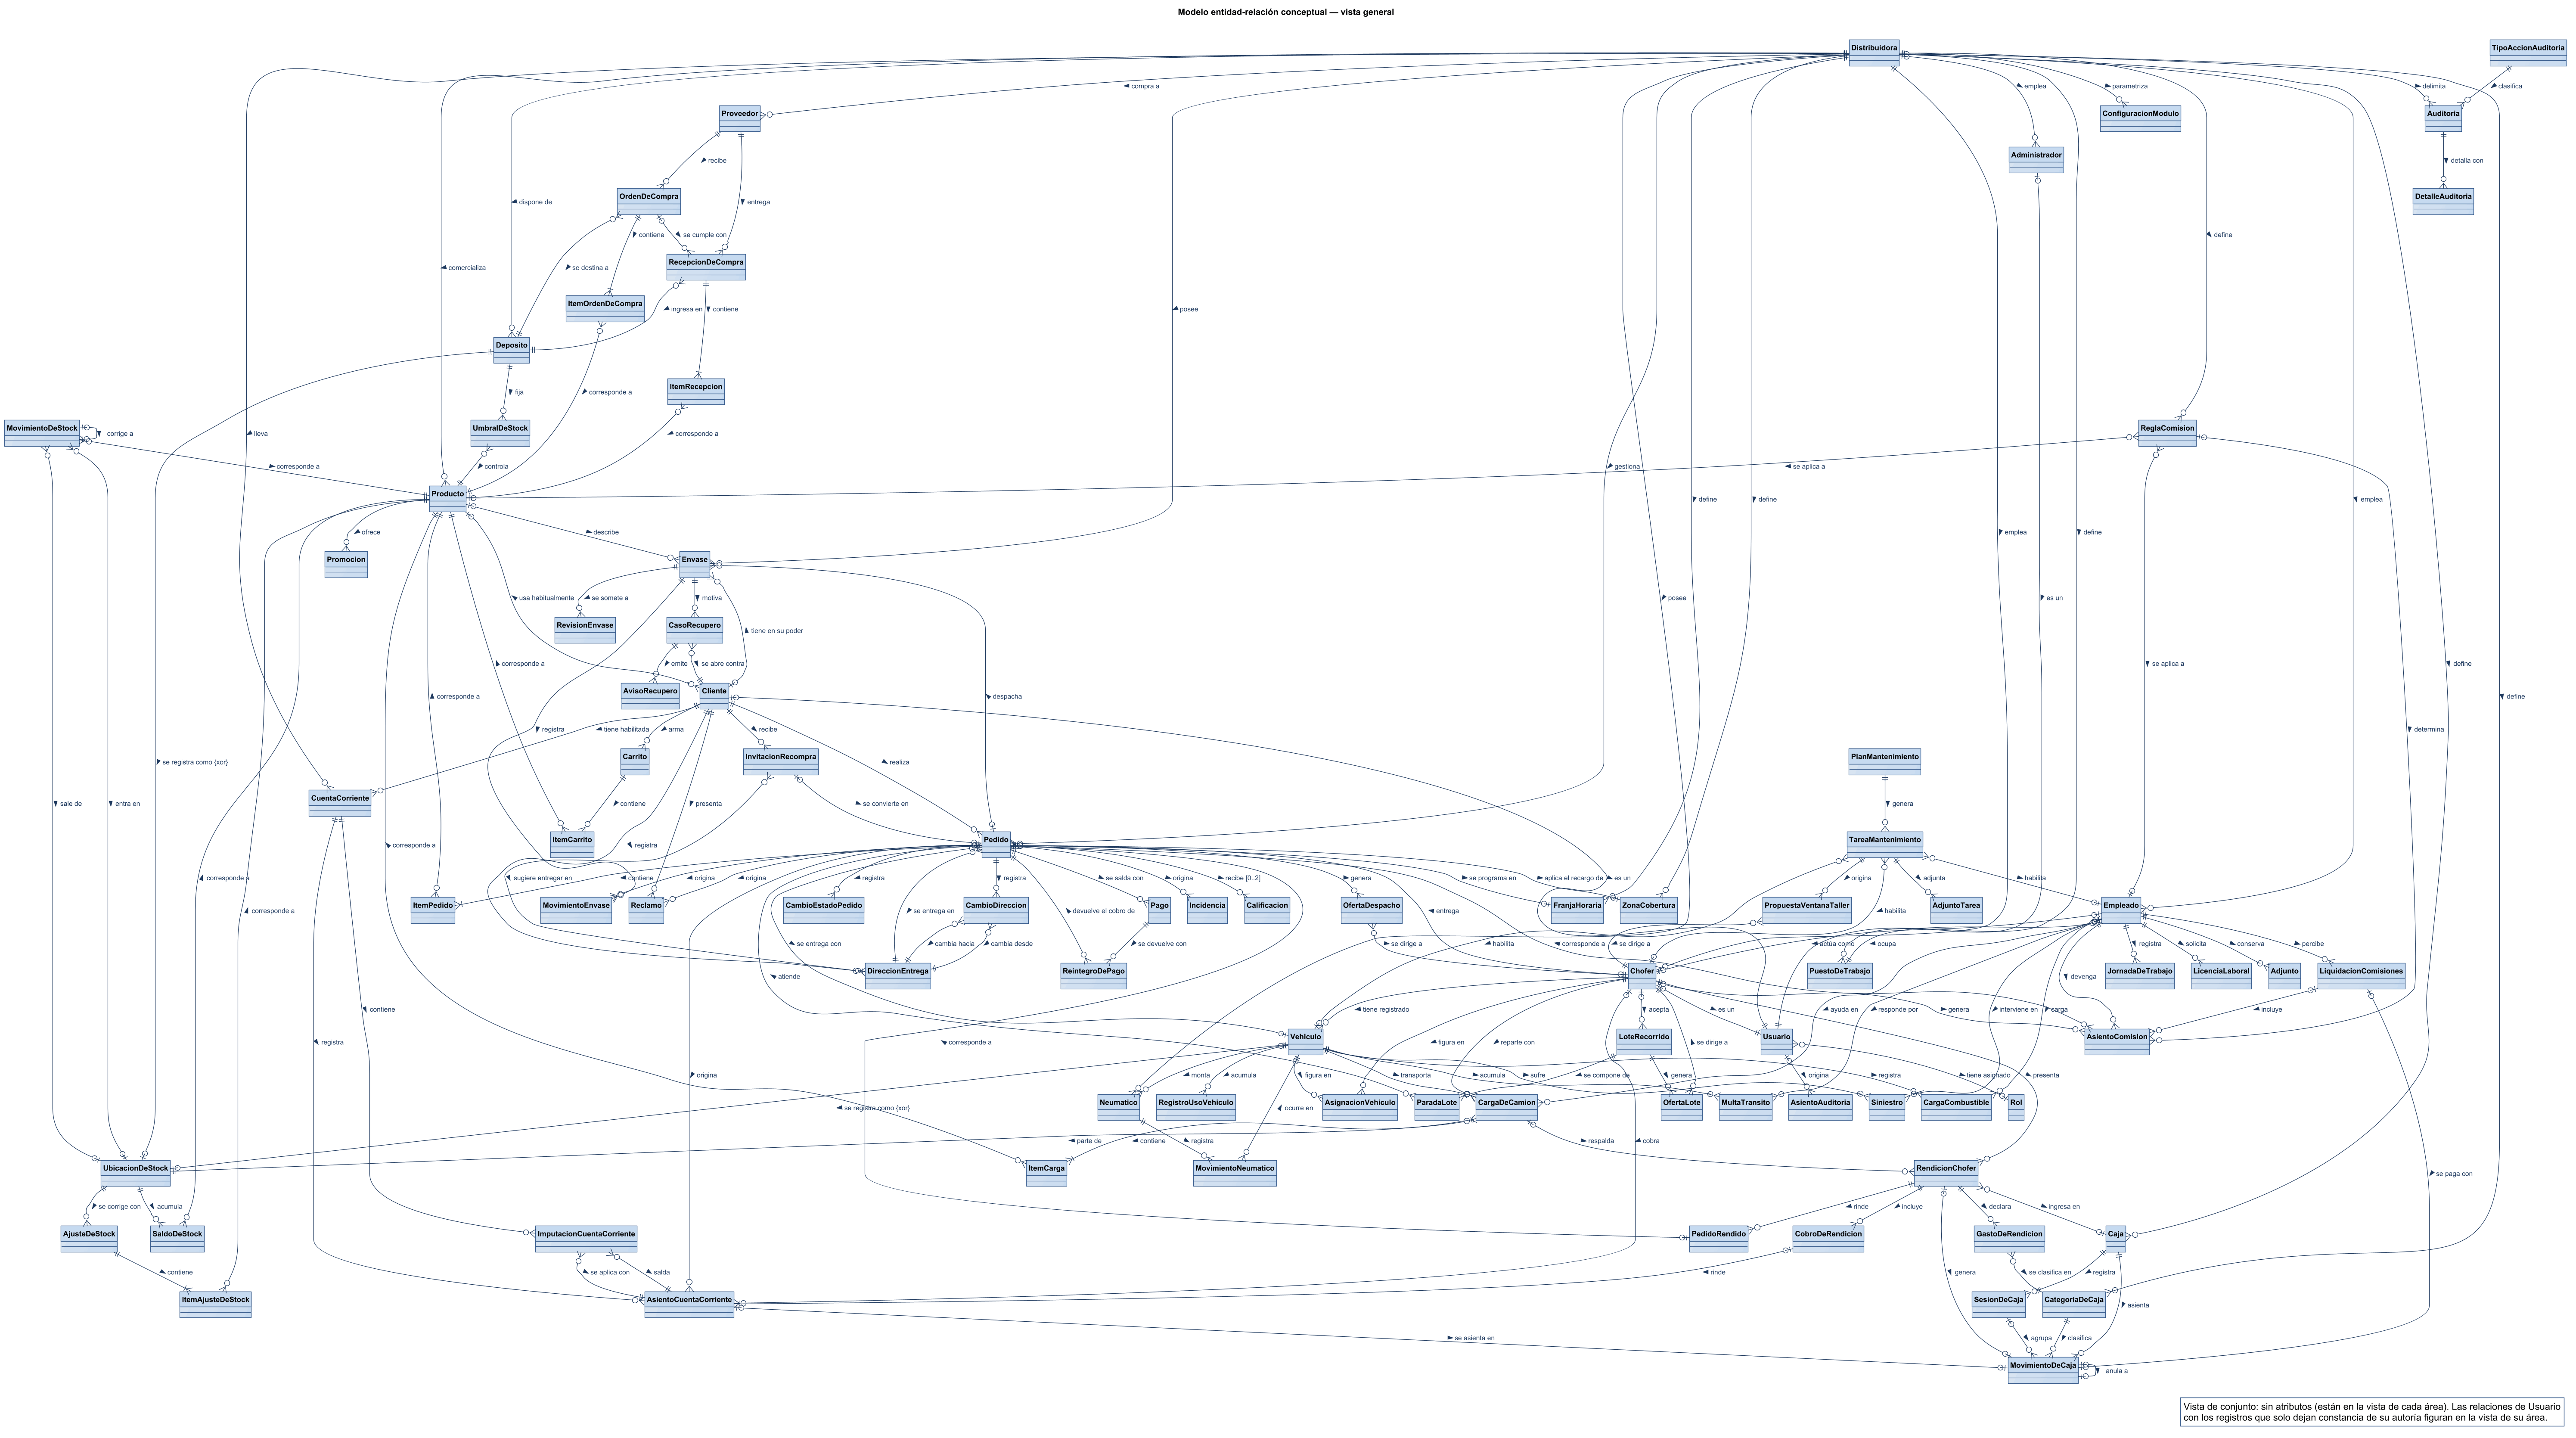 Modelo entidad-relación conceptual — vista general
Distribuidora
TipoAccionAuditoria
compra a
emplea
parametriza
delimita
clasifica
Proveedor
ConfiguracionModulo
Auditoria
Administrador
recibe
detalla con
OrdenDeCompra
DetalleAuditoria
dispone de
entrega
contiene
se cumple con
define
RecepcionDeCompra
comercializa
se destina a
ItemOrdenDeCompra
ingresa en
contiene
posee
Deposito
ItemRecepcion
fija
corresponde a
MovimientoDeStock
corrige a
UmbralDeStock
lleva
corresponde a
ReglaComision
corresponde a
controla
gestiona
se aplica a
Producto
define
define
emplea
ofrece
describe
emplea
define
Promocion
Envase
usa habitualmente
se somete a
motiva
posee
es un
RevisionEnvase
CasoRecupero
tiene en su poder
corresponde a
emite
se abre contra
se aplica a
define
AvisoRecupero
Cliente
corresponde a
despacha
define
registra
tiene habilitada
arma
recibe
determina
Carrito
InvitacionRecompra
PlanMantenimiento
se registra como {xor}
realiza
CuentaCorriente
sale de
entra en
contiene
presenta
se convierte en
genera
ItemCarrito
Pedido
TareaMantenimiento
corresponde a
registra
corresponde a
sugiere entregar en
contiene
origina
origina
registra
registra
se salda con
origina
recibe [0..2]
genera
se programa en
aplica el recargo de
es un
origina
adjunta
habilita
ItemPedido
MovimientoEnvase
Reclamo
CambioEstadoPedido
CambioDireccion
Pago
Incidencia
Calificacion
OfertaDespacho
FranjaHoraria
ZonaCobertura
PropuestaVentanaTaller
AdjuntoTarea
Empleado
corresponde a
se entrega en
devuelve el cobro de
entrega
habilita
se entrega con
cambia hacia
cambia desde
se devuelve con
se dirige a
habilita
corresponde a
se dirige a
actúa como
ocupa
registra
solicita
conserva
percibe
DireccionEntrega
ReintegroDePago
Chofer
PuestoDeTrabajo
JornadaDeTrabajo
LicenciaLaboral
Adjunto
LiquidacionComisiones
atiende
devenga
contiene
tiene registrado
acepta
es un
ayuda en
responde por
genera
interviene en
carga
incluye
Vehiculo
LoteRecorrido
Usuario
AsientoComision
registra
corresponde a
figura en
reparte con
se dirige a
presenta
origina
monta
acumula
figura en
transporta
acumula
sufre
se compone de
genera
origina
registra
tiene asignado
Neumatico
RegistroUsoVehiculo
AsignacionVehiculo
ParadaLote
CargaDeCamion
OfertaLote
MultaTransito
AsientoAuditoria
Siniestro
CargaCombustible
Rol
se registra como {xor}
ocurre en
parte de
contiene
registra
respalda
cobra
UbicacionDeStock
ItemCarga
MovimientoNeumatico
RendicionChofer
se paga con
se corrige con
acumula
rinde
incluye
declara
ingresa en
AjusteDeStock
SaldoDeStock
ImputacionCuentaCorriente
PedidoRendido
CobroDeRendicion
GastoDeRendicion
Caja
contiene
se aplica con
salda
rinde
genera
se clasifica en
registra
ItemAjusteDeStock
AsientoCuentaCorriente
SesionDeCaja
CategoriaDeCaja
asienta
se asienta en
agrupa
clasifica
MovimientoDeCaja
anula a
Vista de conjunto: sin atributos (están en la vista de cada área). Las relaciones de Usuario
con los registros que solo dejan constancia de su autoría figuran en la vista de su área.